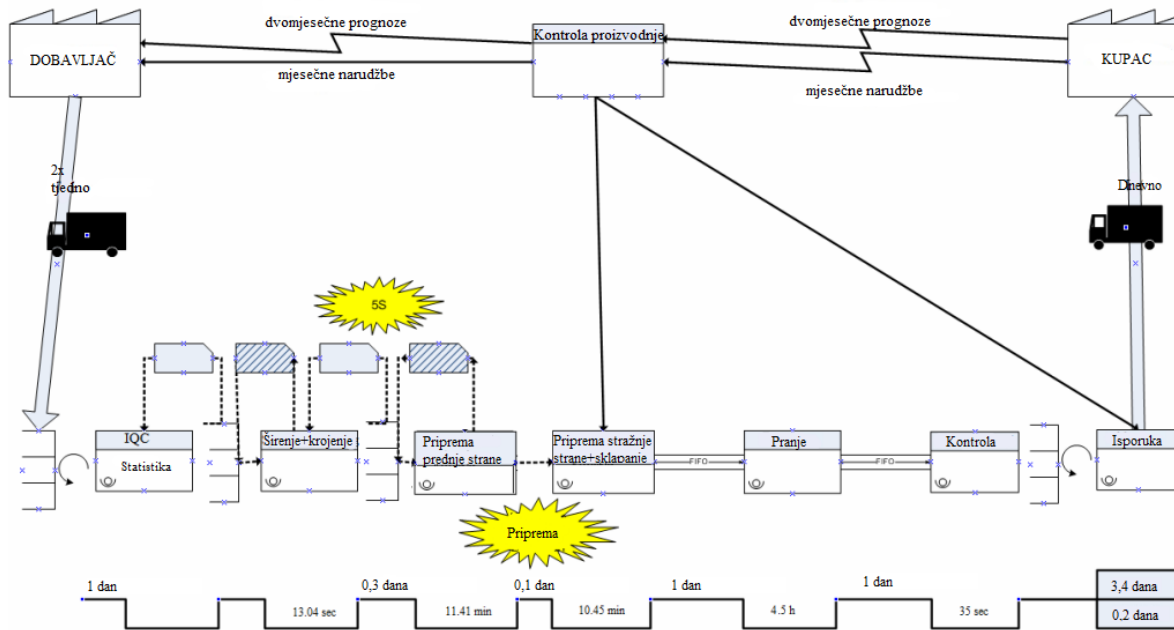 dvomjesečne prognoze
dvomjesečne prognoze
Kontrola proizvodnje
DOBAVLJAČ
KUPAC
mjesečne narudžbe
mjesečne narudžbe
2x
tjedno
Dnevno
5S
IQC
Statistika
Širenje+krojenje
Priprema
prednje strane
Priprema stražnje
strane+sklapanje
FIFO
Pranje
FIFO
Kontrola
Isporuka
Priprema
1 dan
0,3 dana
0,1 dan
1 dan
1 dan
3,4 dana
13.04 sec
11.41 min
10.45 min
4.5 h
35 sec
0,2 dana